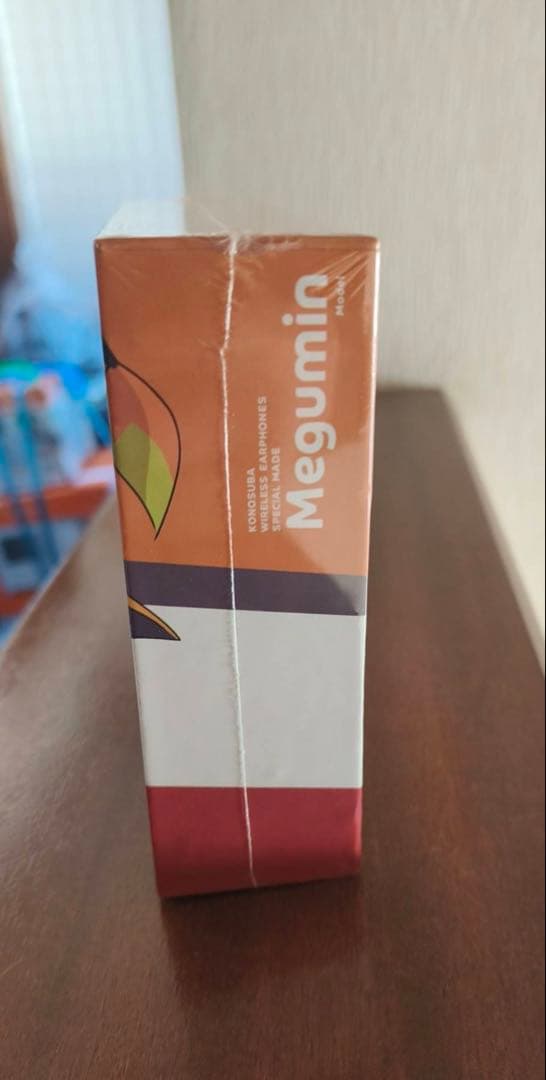 KONOSUBA
WIRELESS EARPHONES
SPECIAL MADE
Megumin
Model